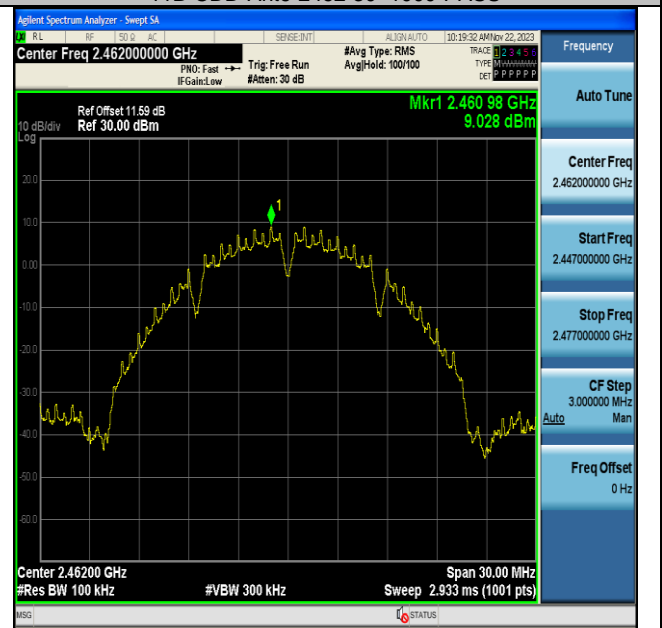 Agilent Spectrum Analyzer - Swept SA
LXI RL RF 50 Ω AC SENSE:INT ALIGN AUTO 10:19:32 AM Nov 22, 2023
Center Freq 2.462000000 GHz
PNO: Fast
IFGain:Low
Trig: Free Run
#Atten: 30 dB
#Avg Type: RMS
Avg|Hold: 100/100
TRACE 1 2 3 4 5 6
TYPE M
DET P P P P P P
Ref Offset 11.59 dB
10 dB/div Ref 30.00 dBm
Log
Mkr1 2.460 98 GHz
9.028 dBm
1
20.0
10.0
0.00
-10.0
-20.0
-30.0
-40.0
-50.0
-60.0
Center 2.46200 GHz Span 30.00 MHz
#Res BW 100 kHz #VBW 300 kHz Sweep 2.933 ms (1001 pts)
MSG STATUS
Frequency
Auto Tune
Center Freq
2.462000000 GHz
Start Freq
2.447000000 GHz
Stop Freq
2.477000000 GHz
CF Step
3.000000 MHz
Auto Man
Freq Offset
0 Hz